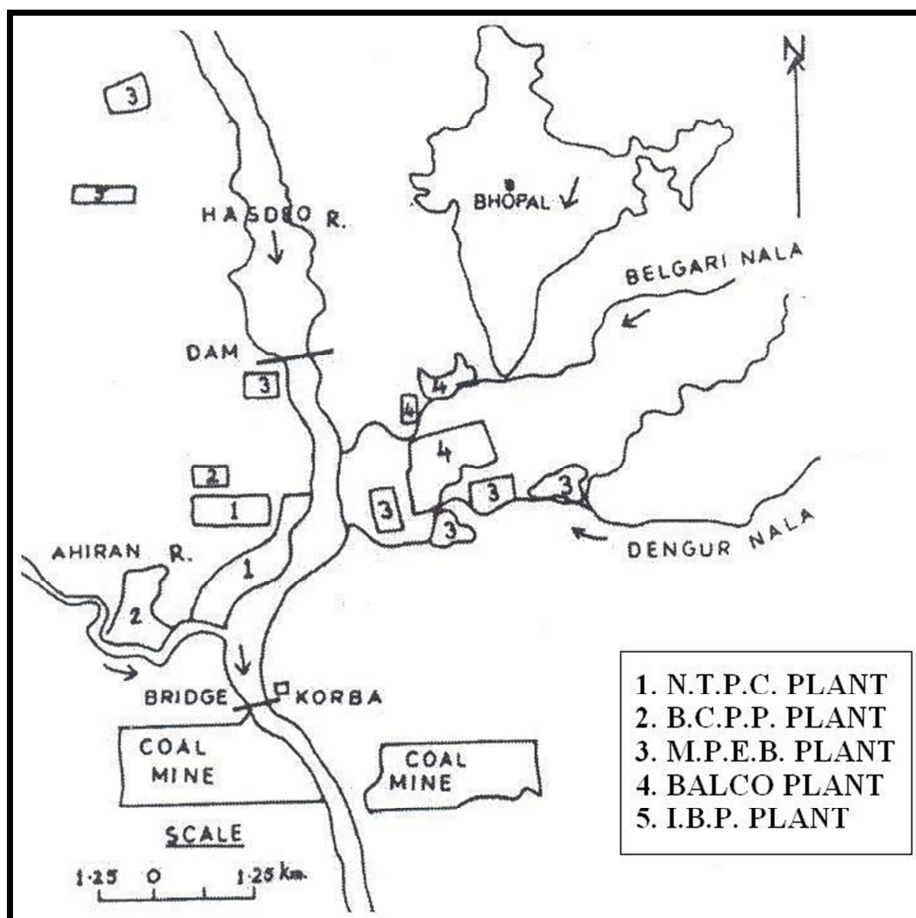 N
3
5
HASDEO R.
BHOPAL
BELGARI NALA
DAM
3
4
4
4
2
1
3
3
3
3
DENGUR NALA
AHIRAN R.
1
2
BRIDGE
KORBA
COAL
MINE
COAL
MINE
SCALE
1.25 0 1.25 km.
1. N.T.P.C. PLANT
2. B.C.P.P. PLANT
3. M.P.E.B. PLANT
4. BALCO PLANT
5. I.B.P. PLANT